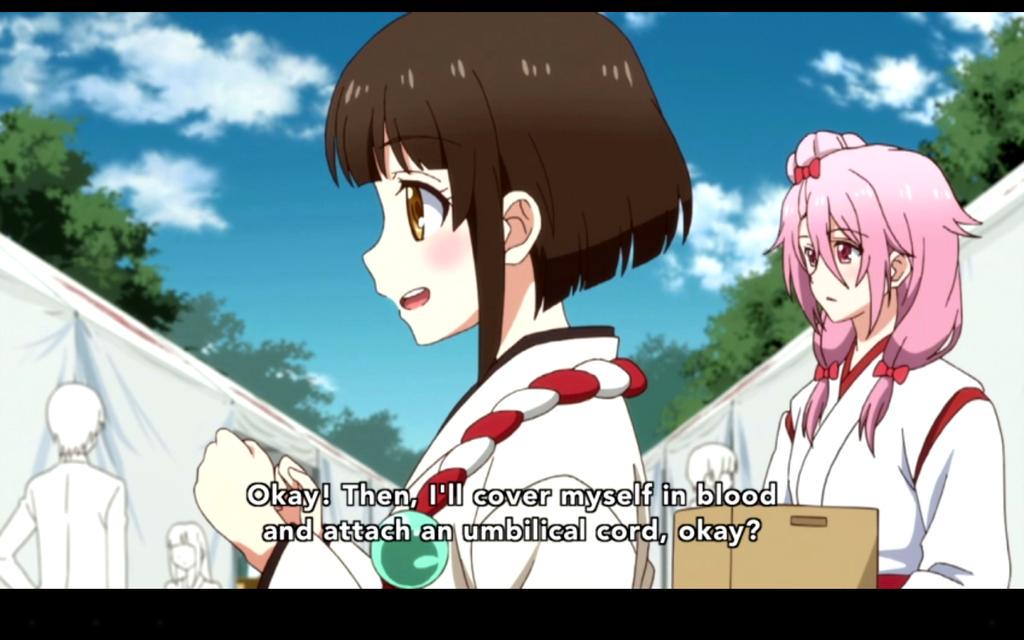 Okay! Then, I'll cover myself in blood
and attach an umbilical cord, okay?